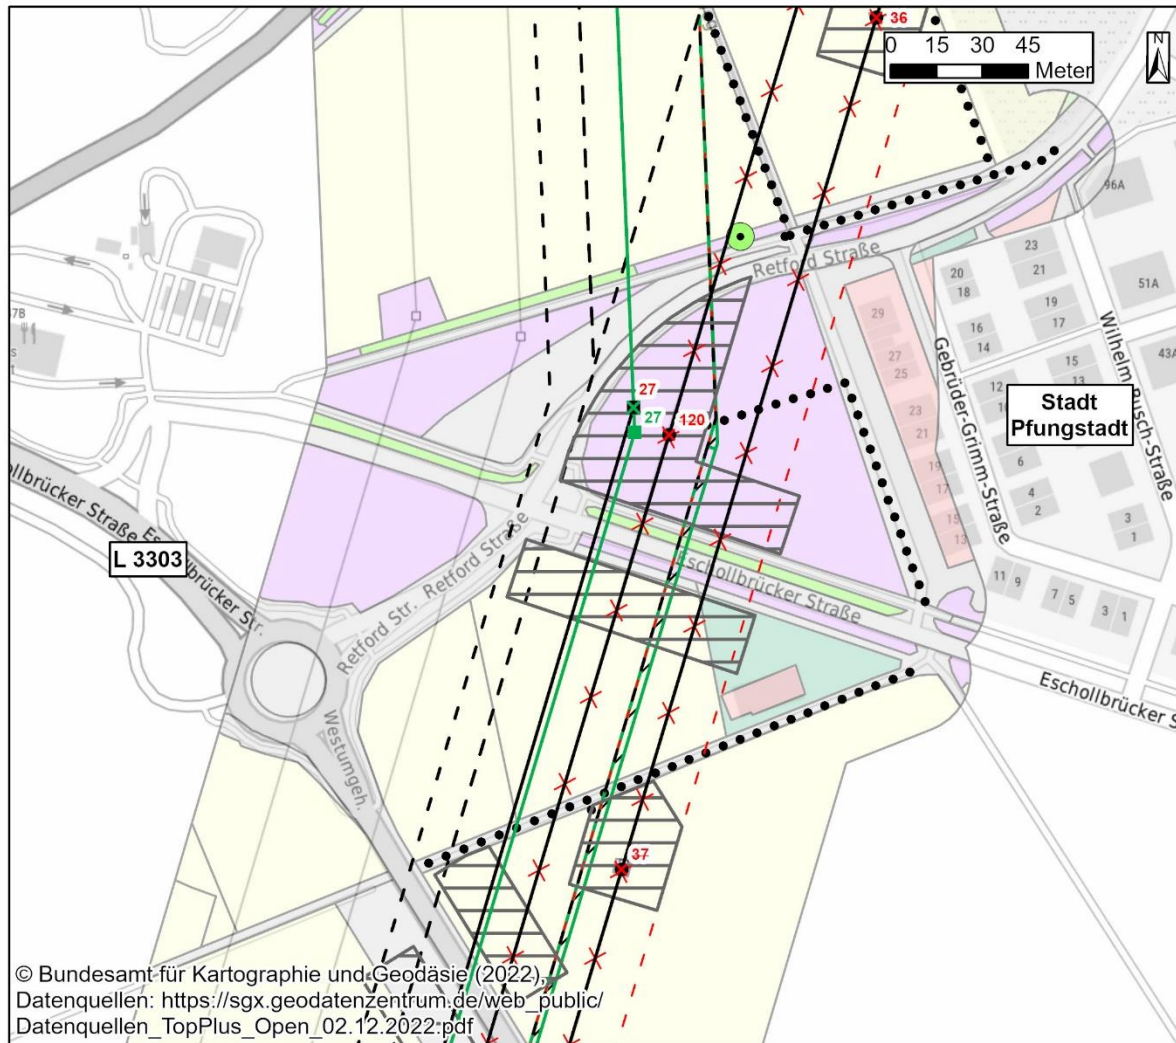 36
0 15 30 45
Meter
N
96A
Retford Straße
23
21
20
18
29
51A
19
17
16
14
27
25
43A
15
13
12
Gebrüder-Grimm-Straße
Wilhelm-Busch-Straße
Stadt
Pfungstadt
7B
27
27
120
23
21
19
17
15
13
6
4
2
3
1
11
9
7
5
3
1
Eschollbrücker Straße
Eschollbrücker Str.
L 3303
Retford Str.
Retford Straße
Eschollbrücker Straße
Westumgeh.
Eschollbrücker S
37
© Bundesamt für Kartographie und Geodäsie (2022),
Datenquellen: https://sgx.geodatenzentrum.de/web_public/
Datenquellen_TopPlus_Open_02.12.2022.pdf